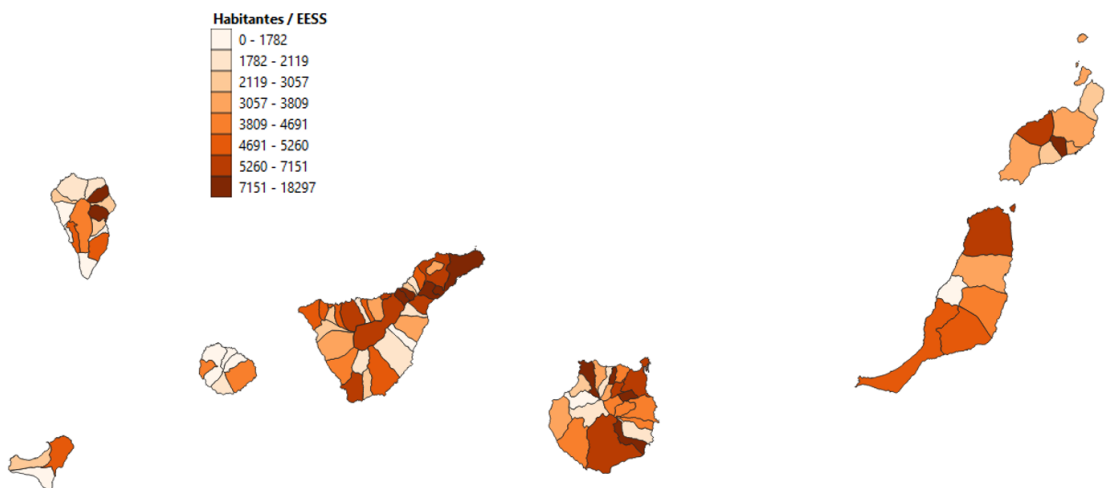 Habitantes / EESS
0 - 1782
1782 - 2119
2119 - 3057
3057 - 3809
3809 - 4691
4691 - 5260
5260 - 7151
7151 - 18297